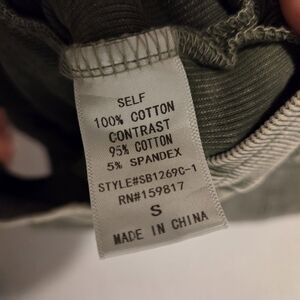 SELF
100% COTTON
CONTRAST
95% COTTON
5% SPANDEX
STYLE#SB1269C-1
RN#159817
S
MADE IN CHINA